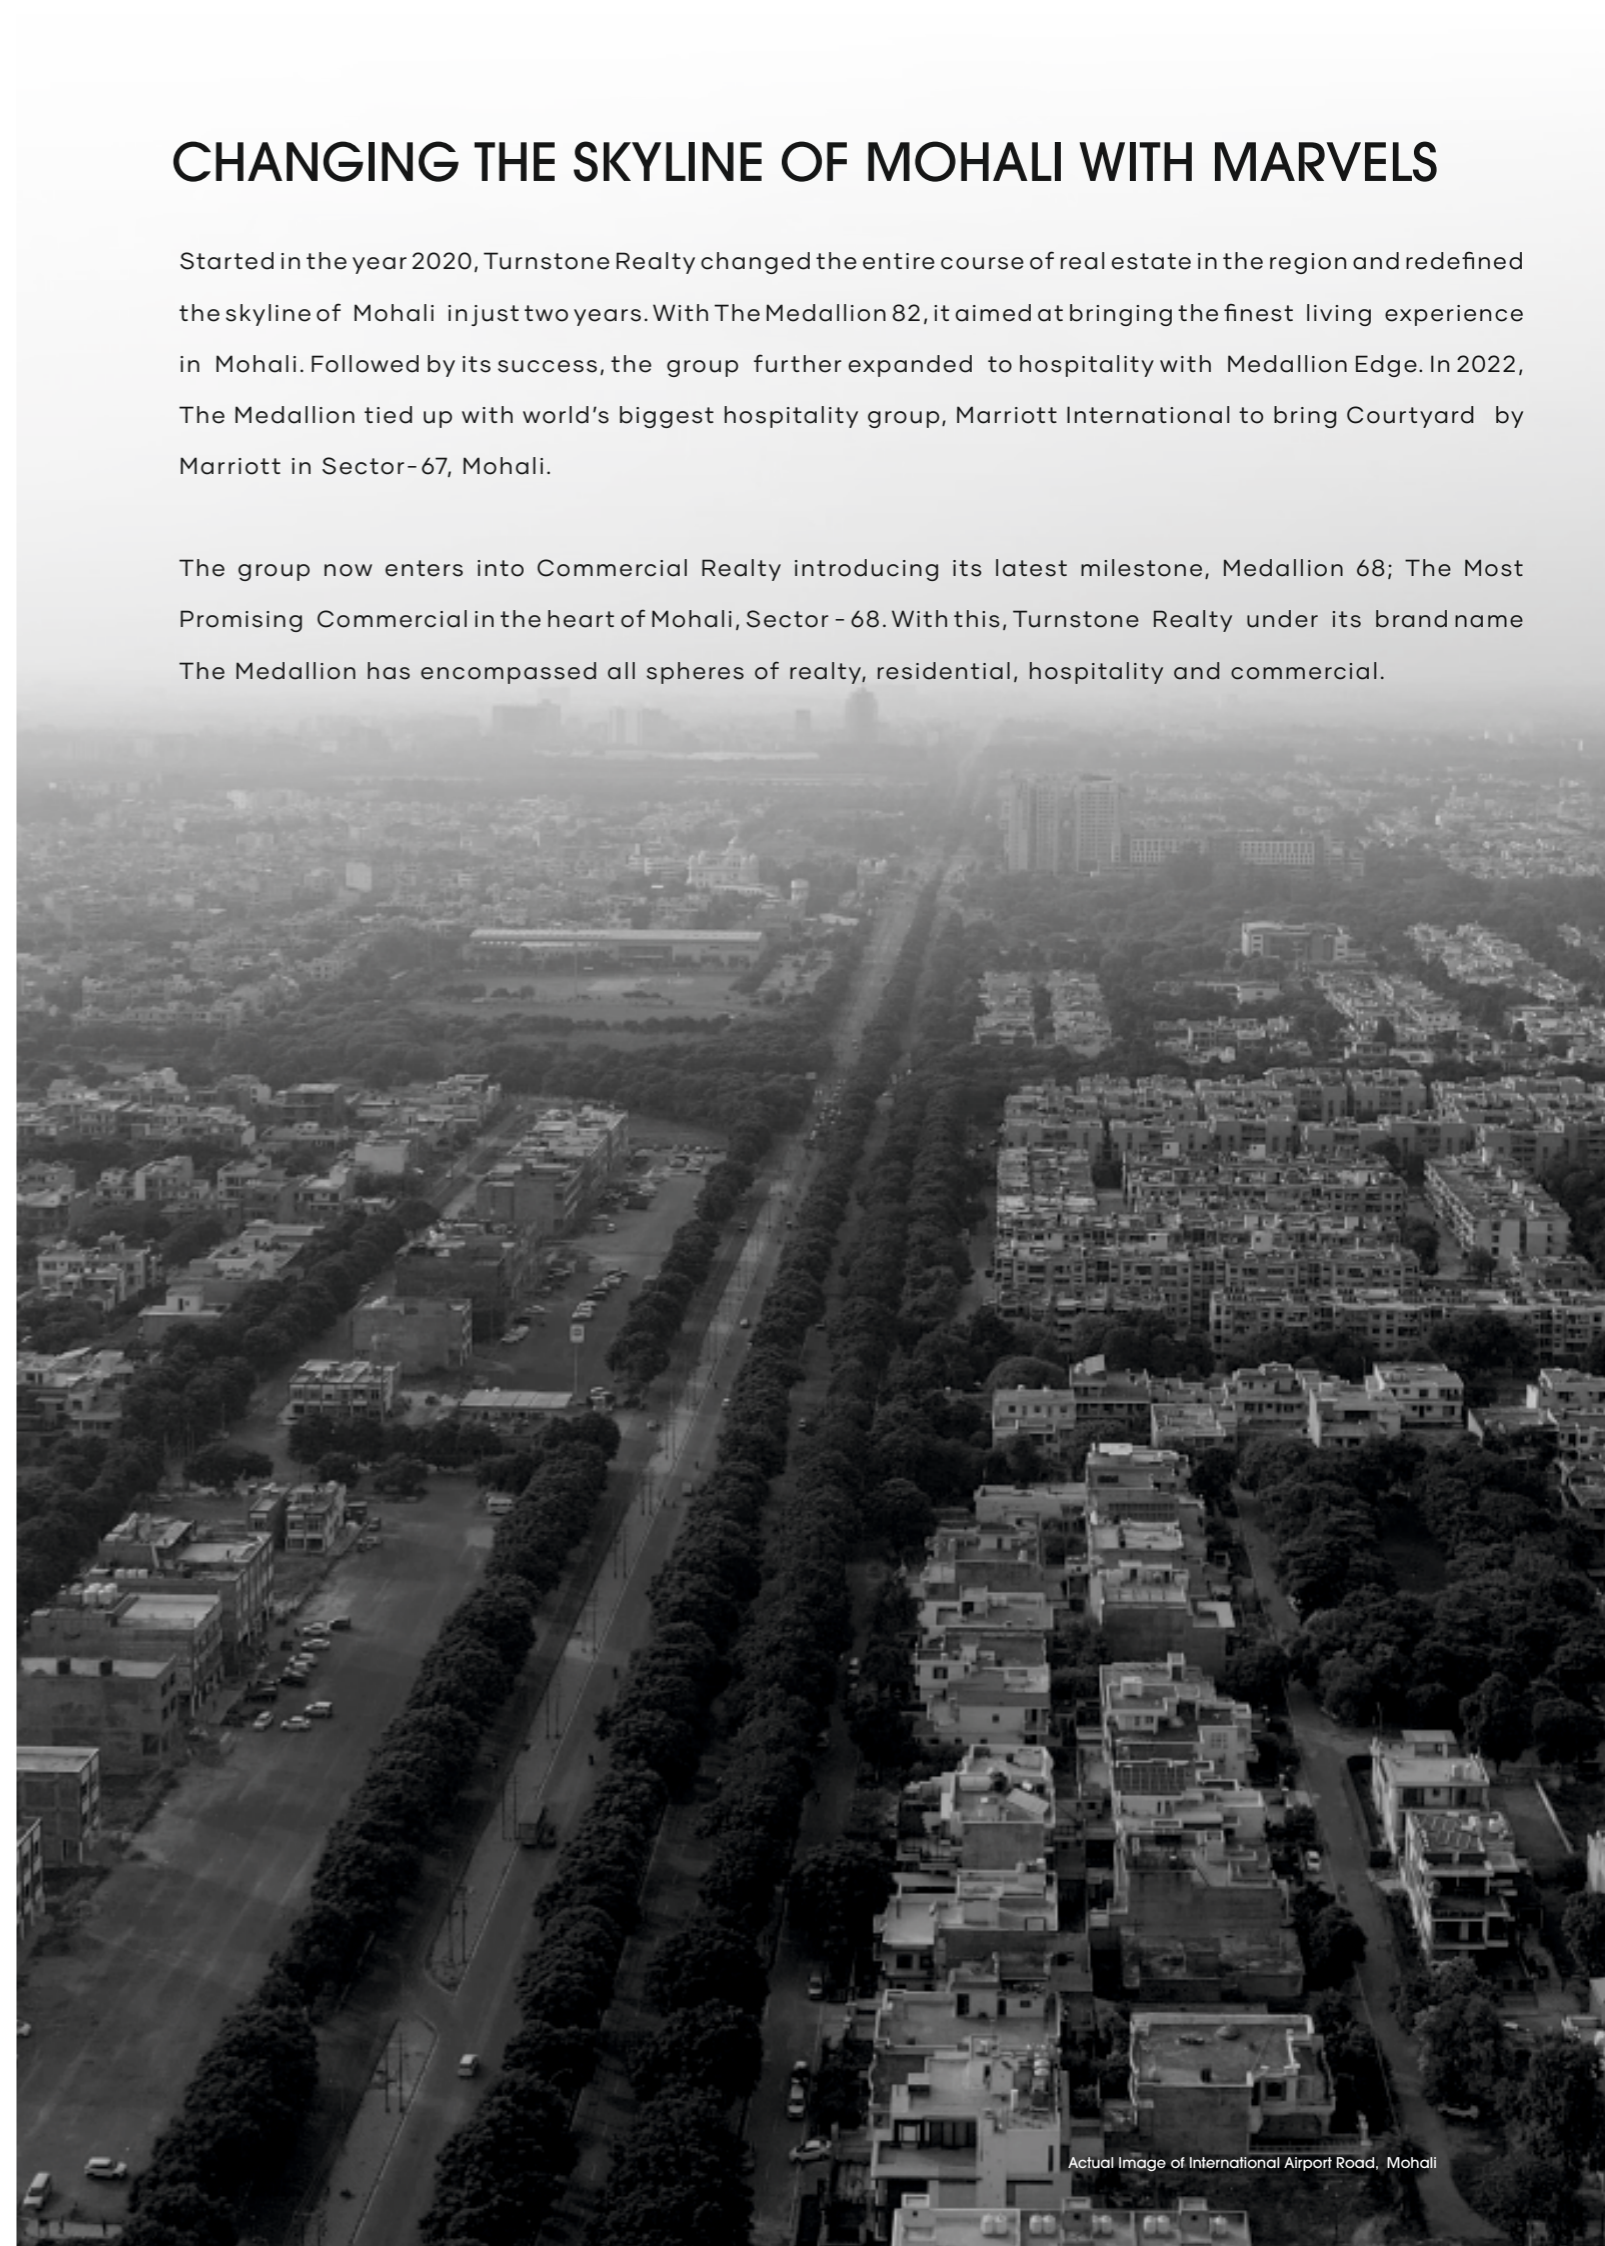 CHANGING THE SKYLINE OF MOHALI WITH MARVELS
Started in the year 2020, Turnstone Realty changed the entire course of real estate in the region and redefined
the skyline of Mohali in just two years. With The Medallion 82, it aimed at bringing the finest living experience
in Mohali. Followed by its success, the group further expanded to hospitality with Medallion Edge. In 2022,
The Medallion tied up with world's biggest hospitality group, Marriott International to bring Courtyard by
Marriott in Sector-67, Mohali.
The group now enters into Commercial Realty introducing its latest milestone, Medallion 68; The Most
Promising Commercial in the heart of Mohali, Sector - 68. With this, Turnstone Realty under its brand name
The Medallion has encompassed all spheres of realty, residential, hospitality and commercial.
Actual Image of International Airport Road, Mohali